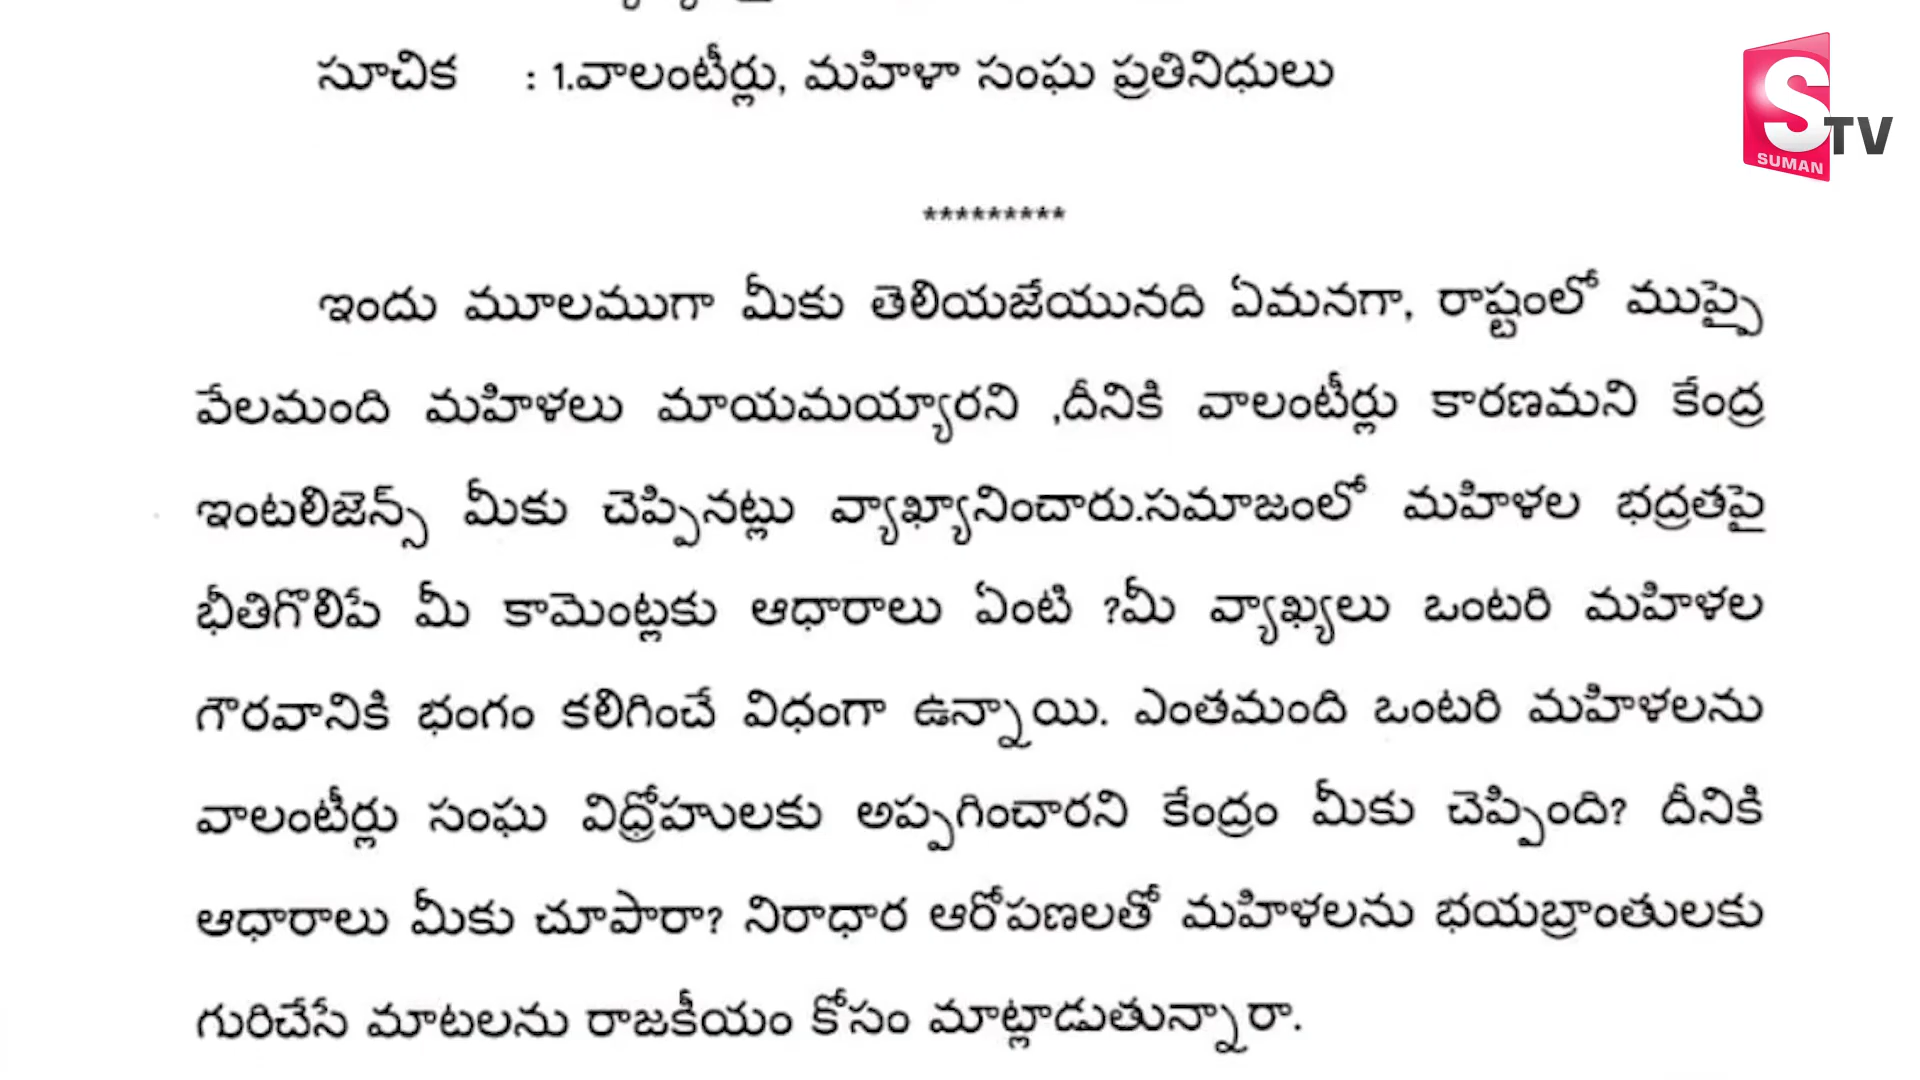 సూచిక : 1.వాలంటీర్లు, మహిళా సంఘ ప్రతినిధులు
S TV
SUMAN
*********
ఇందు మూలముగా మీకు తెలియజేయునది ఏమనగా, రాష్టంలో ముప్పై
వేలమంది మహిళలు మాయమయ్యారని ,దీనికి వాలంటీర్లు కారణమని కేంద్ర
ఇంటలిజెన్స్ మీకు చెప్పినట్లు వ్యాఖ్యానించారు.సమాజంలో మహిళల భద్రతపై
భీతిగొలిపే మీ కామెంట్లకు ఆధారాలు ఏంటి ?మీ వ్యాఖ్యలు ఒంటరి మహిళల
గౌరవానికి భంగం కలిగించే విధంగా ఉన్నాయి. ఎంతమంది ఒంటరి మహిళలను
వాలంటీర్లు సంఘ విధ్రోహులకు అప్పగించారని కేంద్రం మీకు చెప్పింది? దీనికి
ఆధారాలు మీకు చూపారా? నిరాధార ఆరోపణలతో మహిళలను భయబ్రాంతులకు
గురిచేసే మాటలను రాజకీయం కోసం మాట్లాడుతున్నారా.